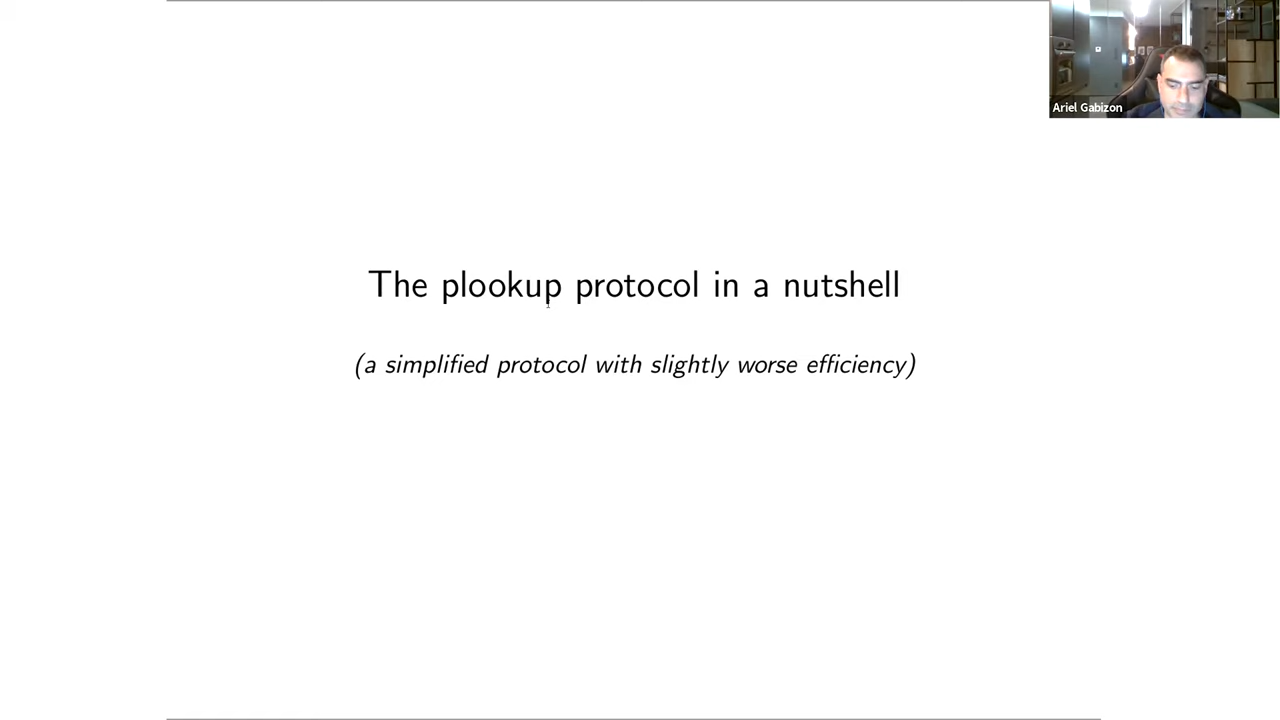 Ariel Gabizon
The plookup protocol in a nutshell
(a simplified protocol with slightly worse efficiency)